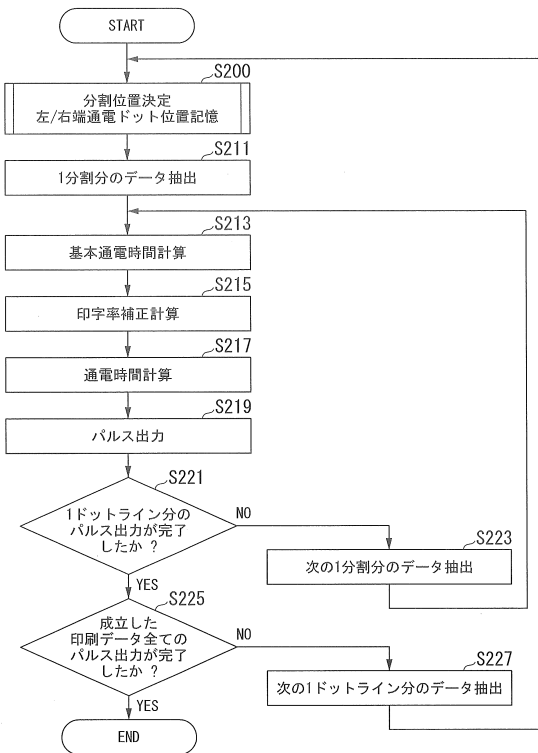 START
S200
分割位置決定
左/右端通電ドット位置記憶
S211
1分割分のデータ抽出
S213
基本通電時間計算
S215
印字率補正計算
S217
通電時間計算
S219
パルス出力
S221
1ドットライン分の
パルス出力が完了
したか ?
NO
S223
次の1分割分のデータ抽出
YES
S225
成立した
印刷データ全ての
パルス出力が完了
したか ?
NO
S227
次の1ドットライン分のデータ抽出
YES
END